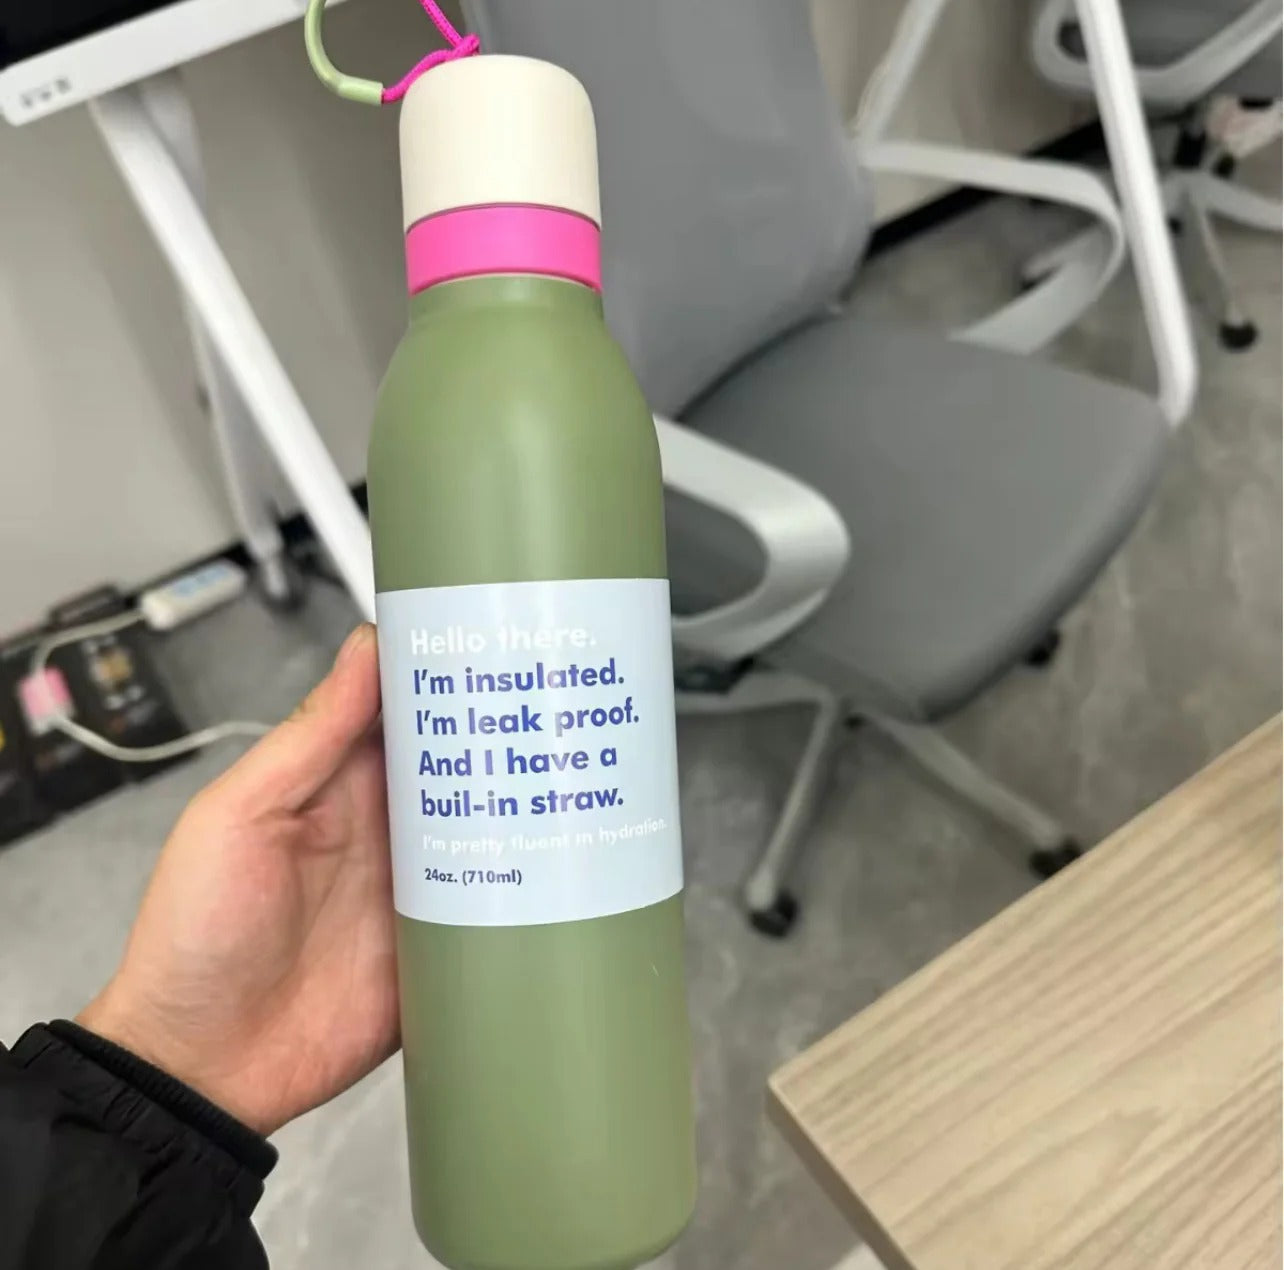 Hello there.
I'm insulated.
I'm leak proof.
And I have a
buil-in straw.
I'm pretty fluent in hydration.
24oz. (710ml)